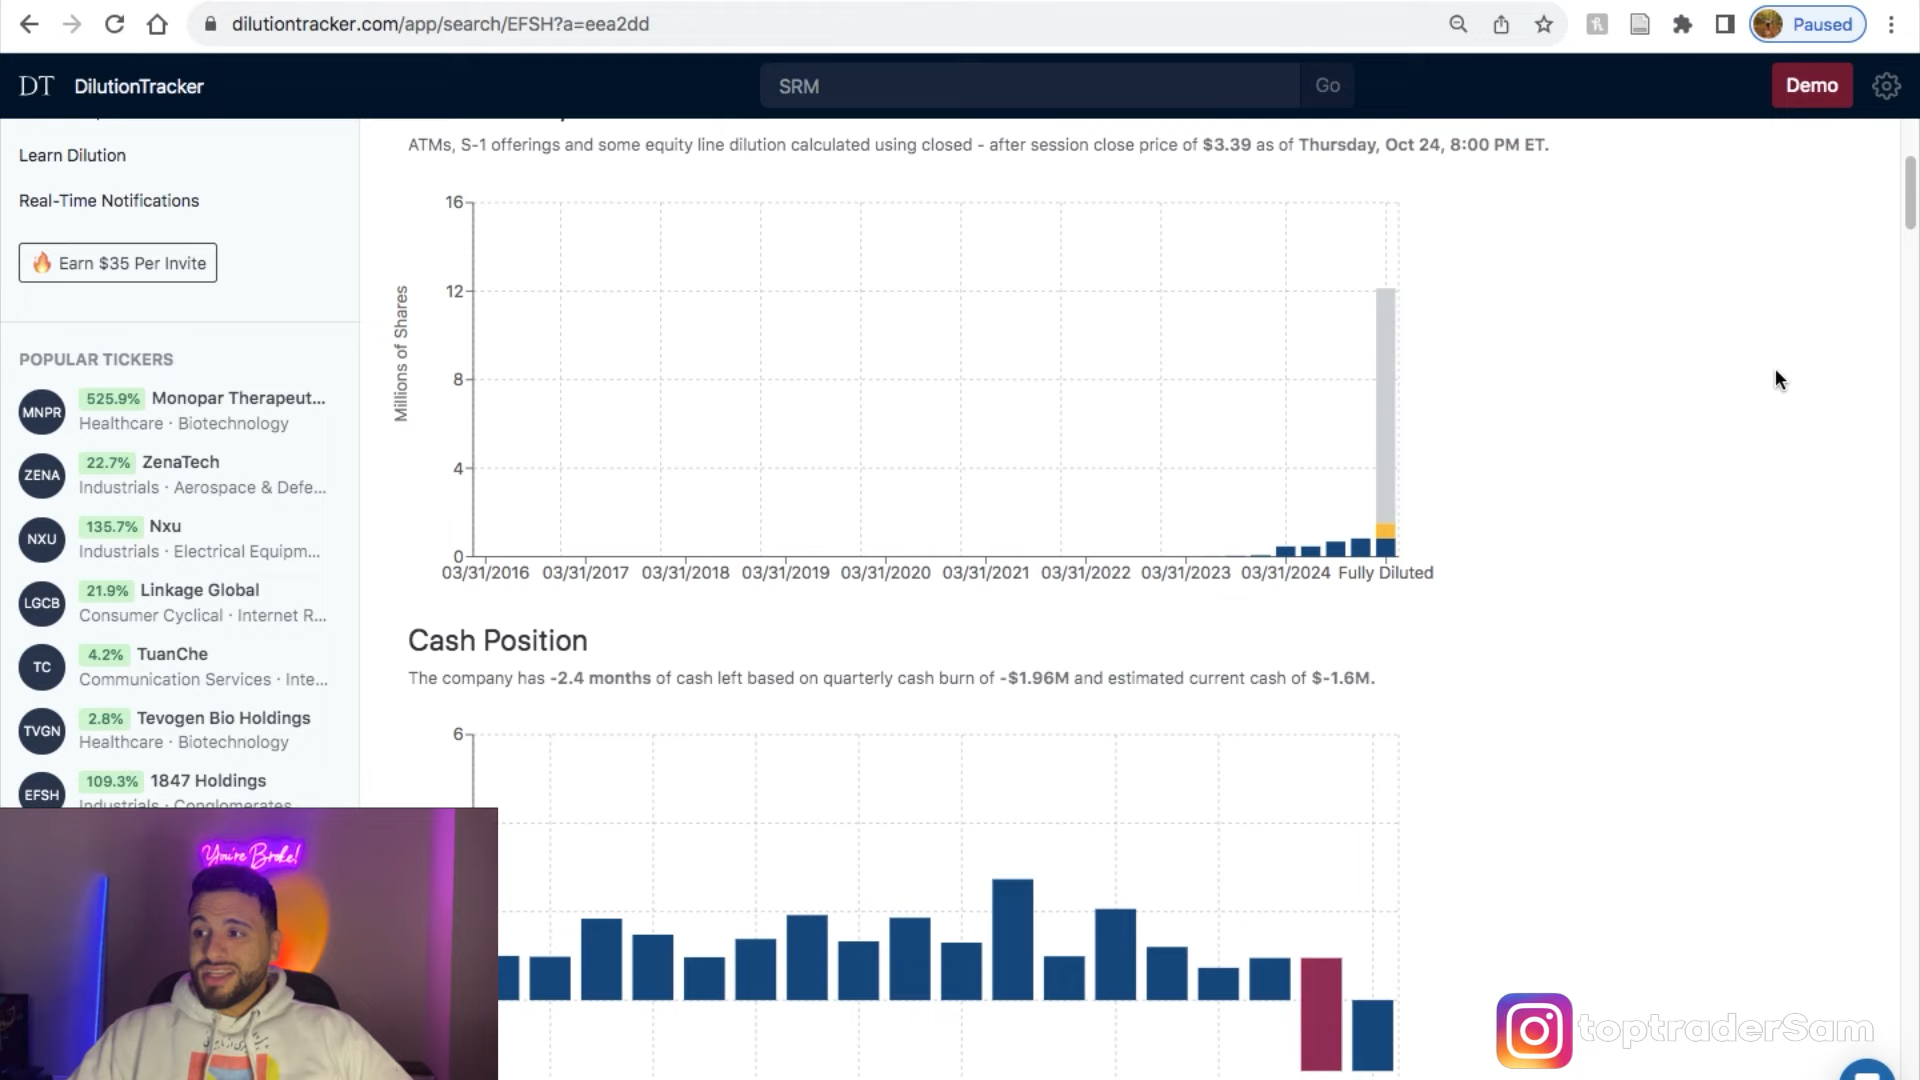 dilutiontracker.com/app/search/EFSH?a=eea2dd
Paused
DT DilutionTracker
SRM
Go
Demo
Learn Dilution
Real-Time Notifications
Earn $35 Per Invite
POPULAR TICKERS
MNPR 525.9% Monopar Therapeut...
Healthcare · Biotechnology
ZENA 22.7% ZenaTech
Industrials · Aerospace & Defe...
NXU 135.7% Nxu
Industrials · Electrical Equipm...
LGCB 21.9% Linkage Global
Consumer Cyclical · Internet R...
TC 4.2% TuanChe
Communication Services · Inte...
TVGN 2.8% Tevogen Bio Holdings
Healthcare · Biotechnology
EFSH 109.3% 1847 Holdings
Industrials · Conglomerates
ATMs, S-1 offerings and some equity line dilution calculated using closed - after session close price of $3.39 as of Thursday, Oct 24, 8:00 PM ET.
Millions of Shares
16
12
8
4
0
03/31/2016 03/31/2017 03/31/2018 03/31/2019 03/31/2020 03/31/2021 03/31/2022 03/31/2023 03/31/2024 Fully Diluted
Cash Position
The company has -2.4 months of cash left based on quarterly cash burn of -$1.96M and estimated current cash of $-1.6M.
6
You're Broke!
toptraderSam